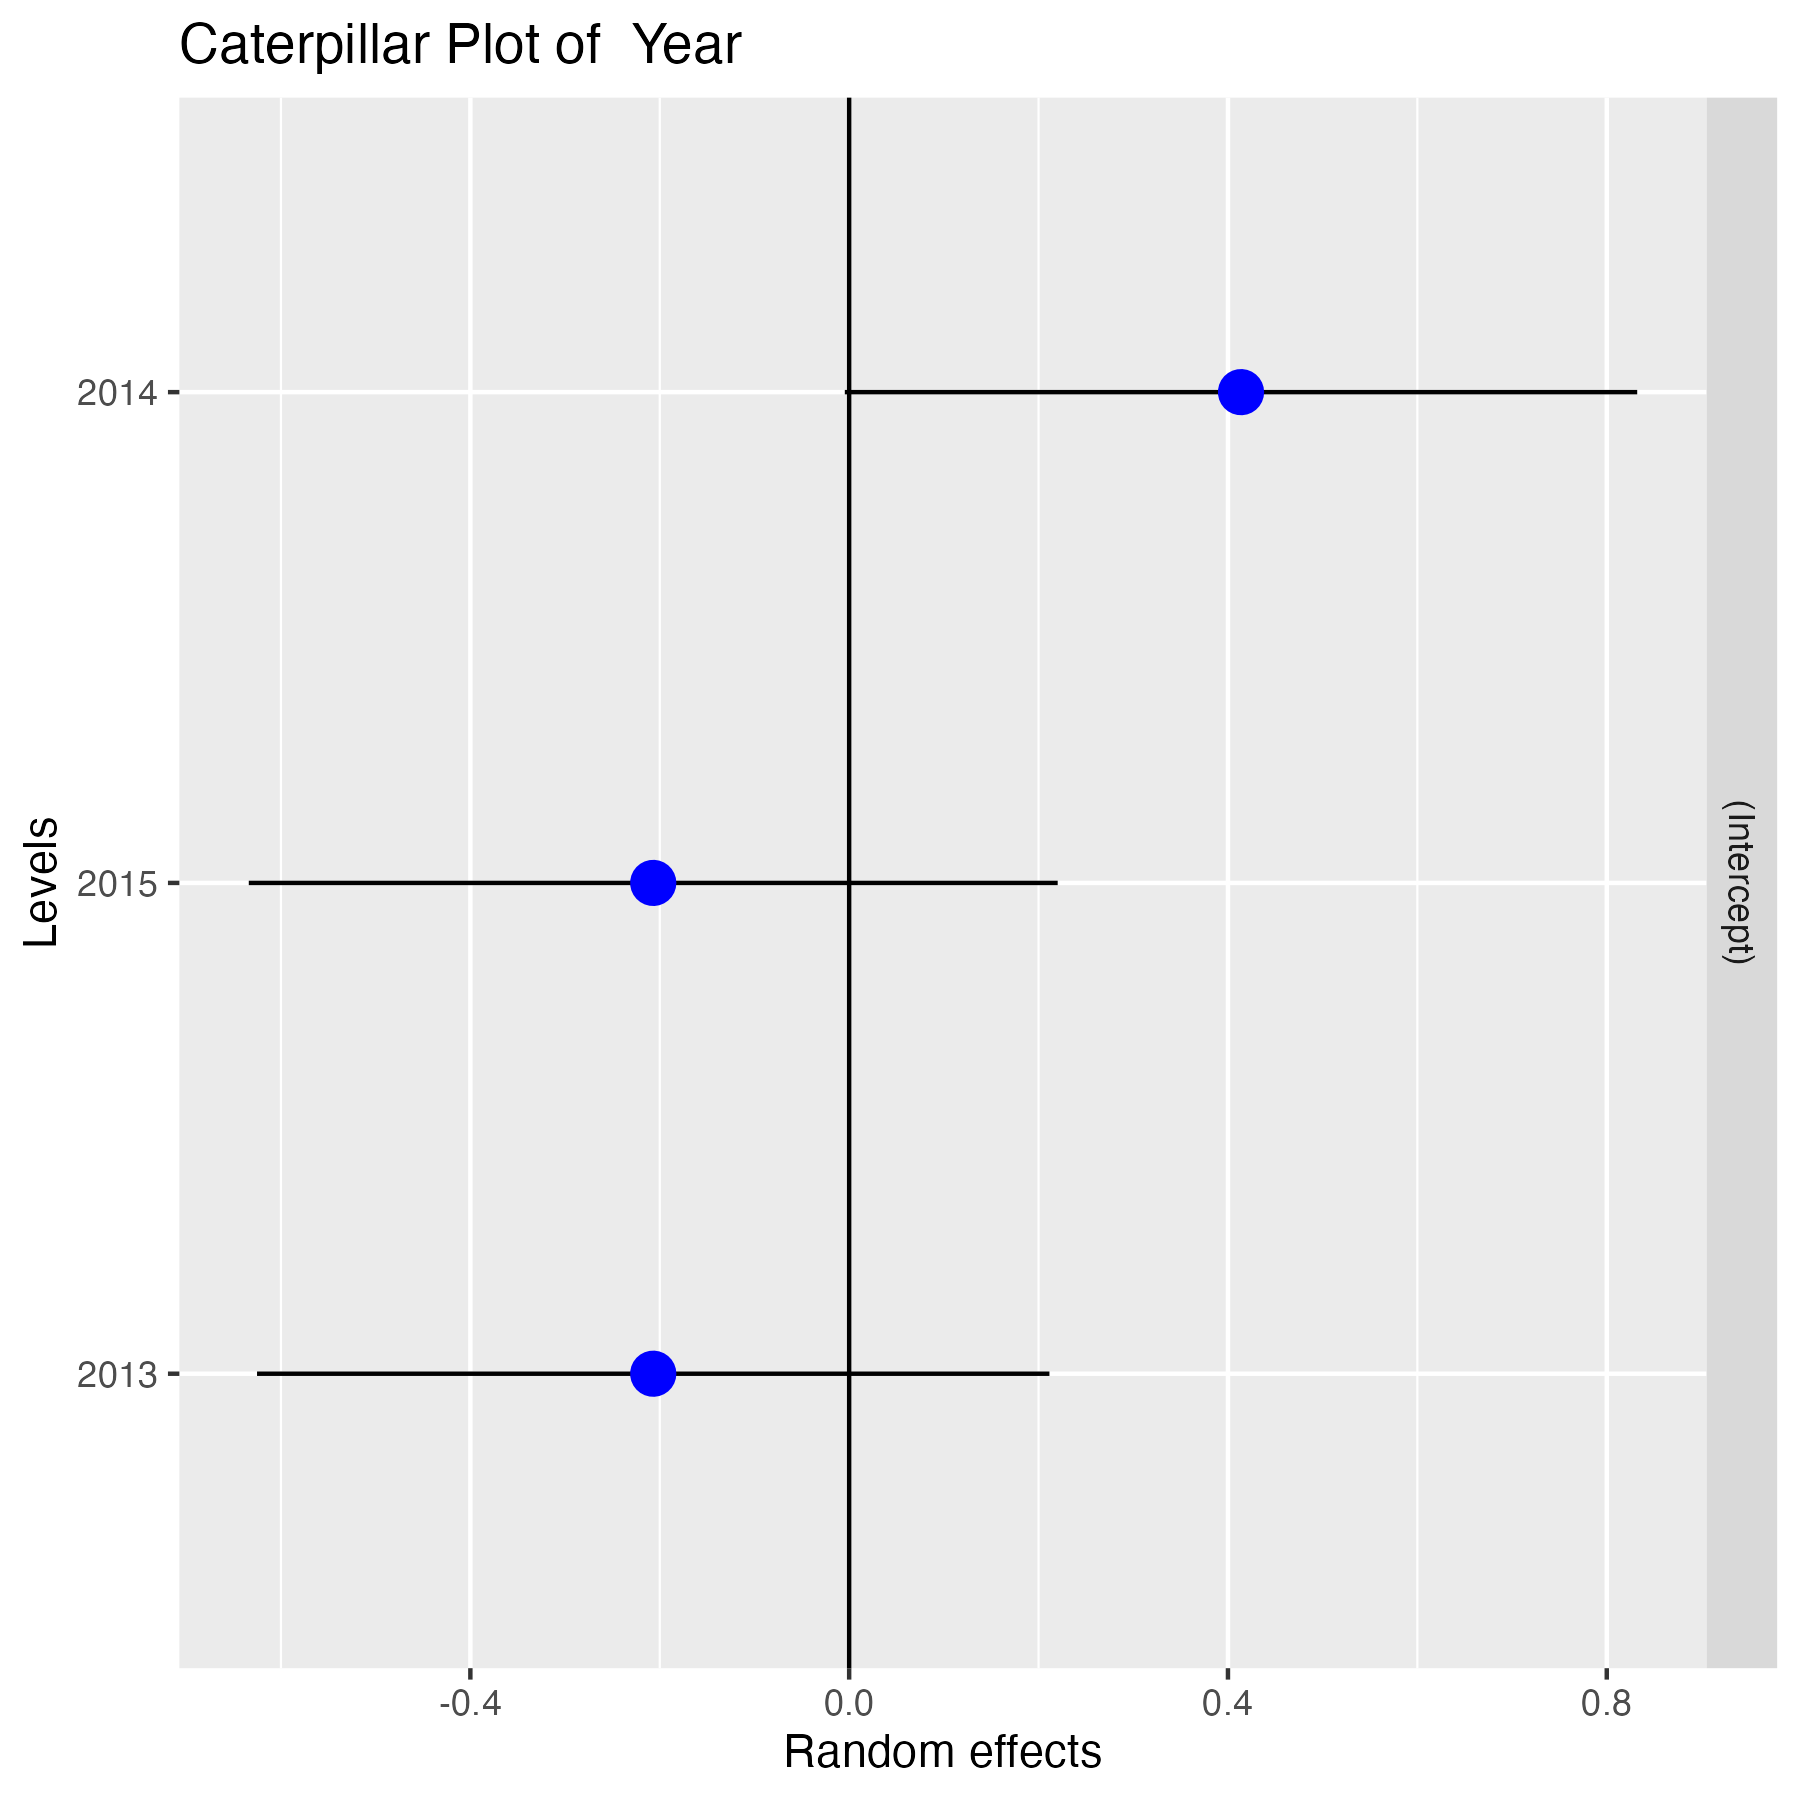 Caterpillar Plot of  Year
Levels
2014
2015
2013
(Intercept)
-0.4
0.0
0.4
0.8
Random effects